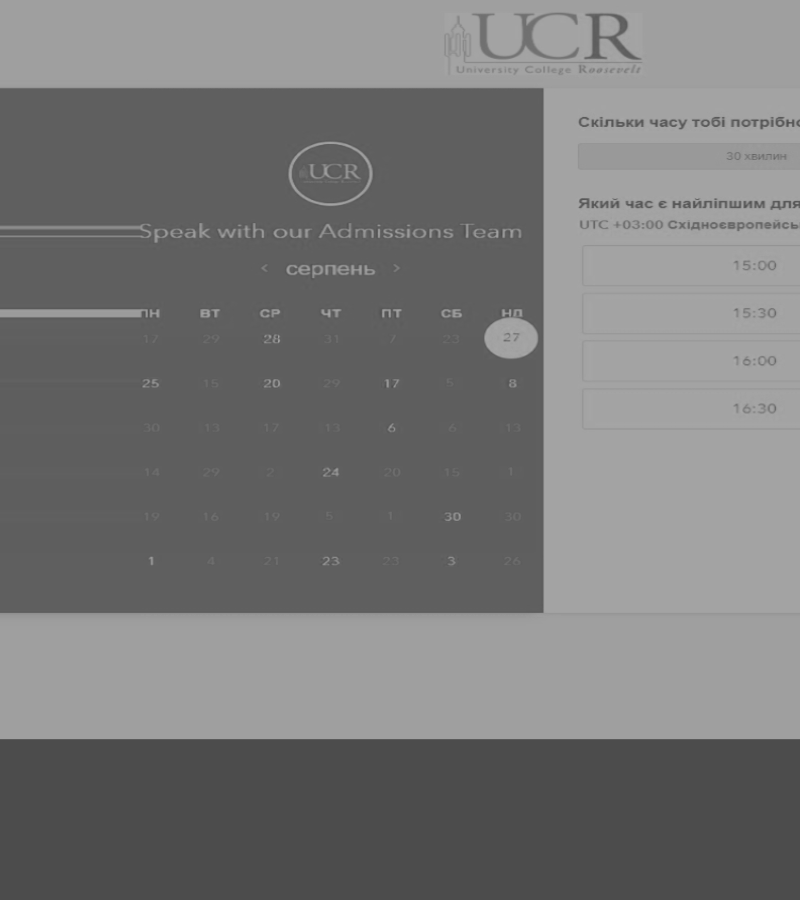 UCR
University College Roosevelt
UCR
Speak with our Admissions Team
‹ серпень ›
ПН ВТ СР ЧТ ПТ СБ НД
17 29 28 31 7 23 27
25 15 20 29 17 5 8
30 13 17 13 6 6 13
14 29 2 24 20 15 1
19 16 19 5 1 30 30
1 4 21 23 23 3 26
Скільки часу тобі потрібно
30 хвилин
Який час є найліпшим для
UTC +03:00 Східноєвропейсь
15:00
15:30
16:00
16:30